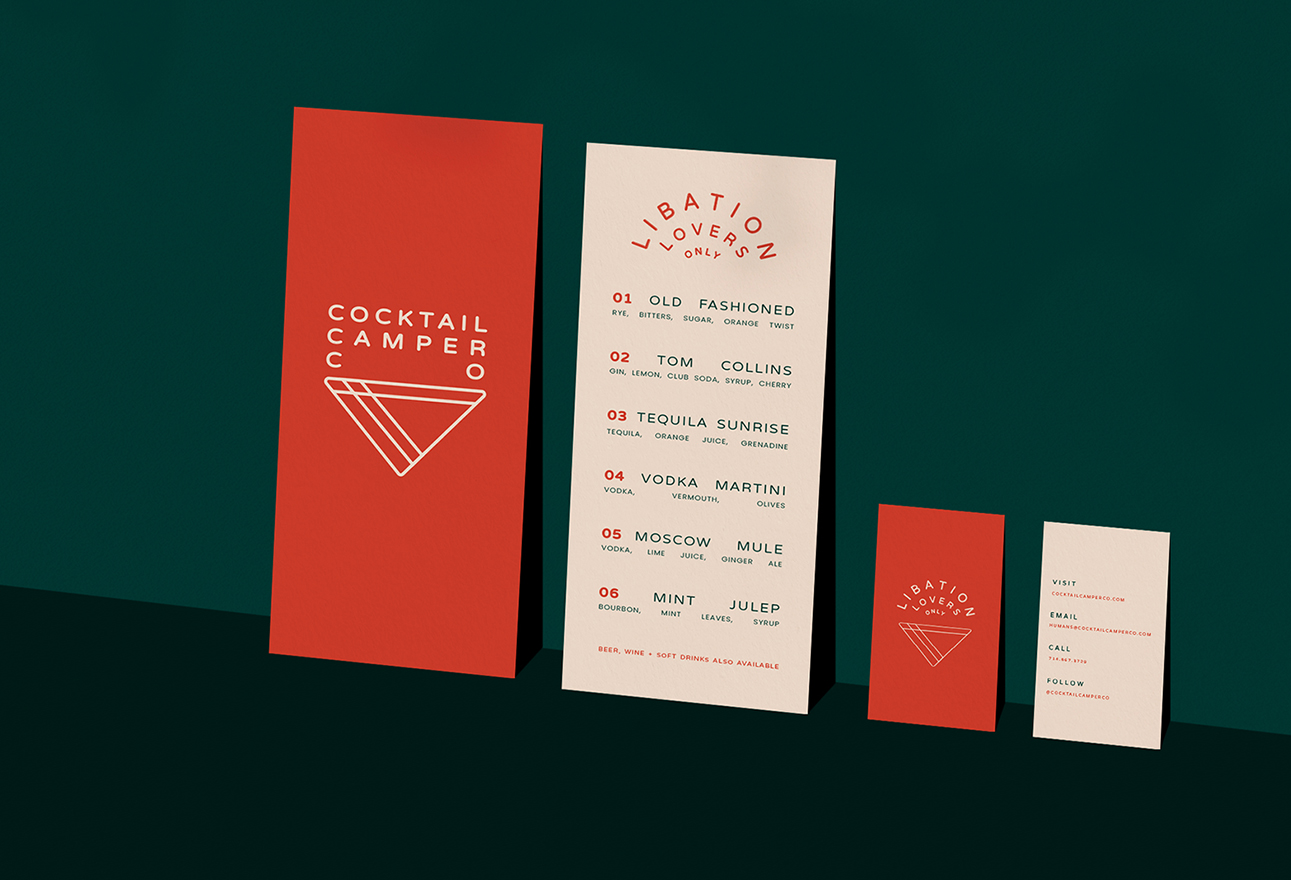 COCKTAIL
CAMPER
C O
LIBATION
LOVERS
ONLY
01 OLD FASHIONED
RYE, BITTERS, SUGAR, ORANGE TWIST
02 TOM COLLINS
GIN, LEMON, CLUB SODA, SYRUP, CHERRY
03 TEQUILA SUNRISE
TEQUILA, ORANGE JUICE, GRENADINE
04 VODKA MARTINI
VODKA, VERMOUTH, OLIVES
05 MOSCOW MULE
VODKA, LIME JUICE, GINGER ALE
06 MINT JULEP
BOURBON, MINT LEAVES, SYRUP
BEER, WINE + SOFT DRINKS ALSO AVAILABLE
LIBATION
LOVERS
ONLY
VISIT
COCKTAILCAMPERCO.COM
EMAIL
HUMANS@COCKTAILCAMPERCO.COM
CALL
FOLLOW
@COCKTAILCAMPERCO